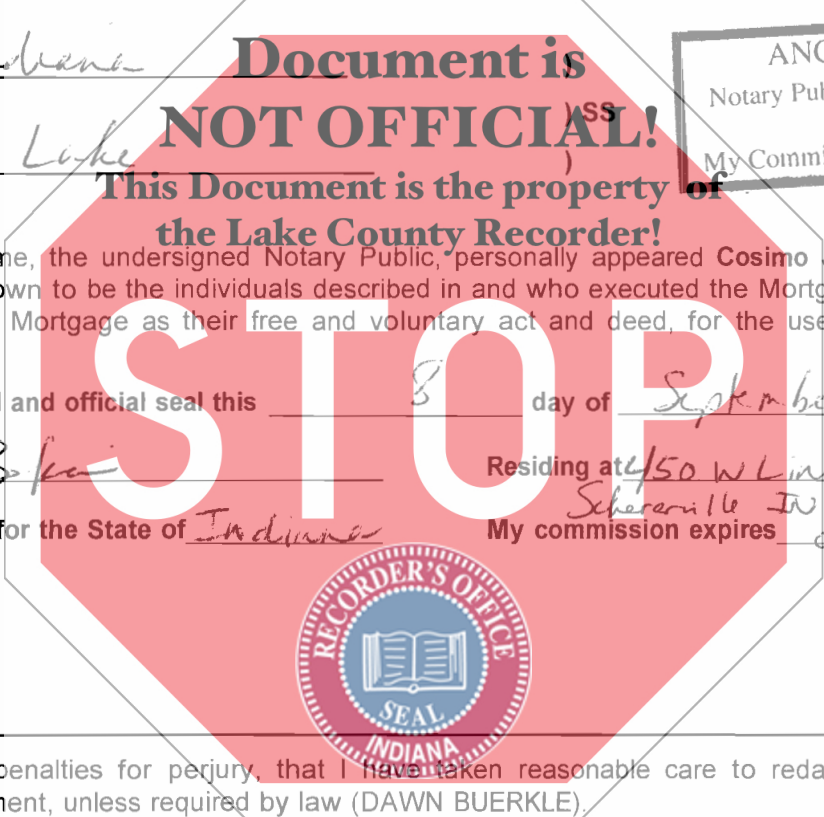 Document is
NOT OFFICIAL!
This Document is the property of
the Lake County Recorder!
diana
)
)SS
)
Lake
ANG
Notary Pub
My Commi
ne, the undersigned Notary Public, personally appeared Cosimo
own to be the individuals described in and who executed the Mortg
Mortgage as their free and voluntary act and deed, for the use
STOP
and official seal this 8 day of Septembe
Residing at 450 W Lin
Schererville IN
for the State of Indiana My commission expires
RECORDER'S OFFICE
SEAL
INDIANA
penalties for perjury, that I have taken reasonable care to reda
ment, unless required by law (DAWN BUERKLE).